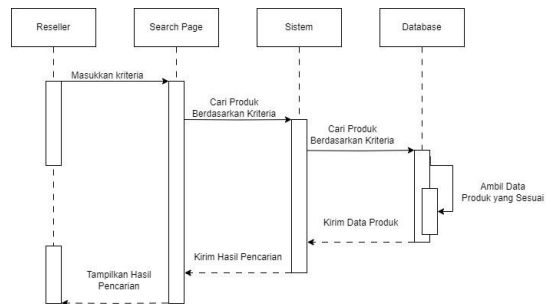 Reseller
Search Page
Sistem
Database
Masukkan kriteria
Cari Produk
Berdasarkan Kriteria
Cari Produk
Berdasarkan Kriteria
Ambil Data
Produk yang Sesuai
Kirim Data Produk
Kirim Hasil Pencarian
Tampilkan Hasil
Pencarian